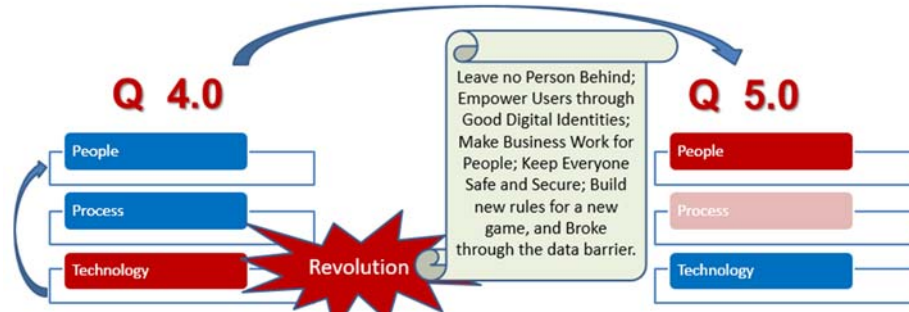 Q 4.0
People
Process
Technology
Revolution
Leave no Person Behind;
Empower Users through
Good Digital Identities;
Make Business Work for
People; Keep Everyone
Safe and Secure; Build
new rules for a new
game, and Broke
through the data barrier.
Q 5.0
People
Process
Technology